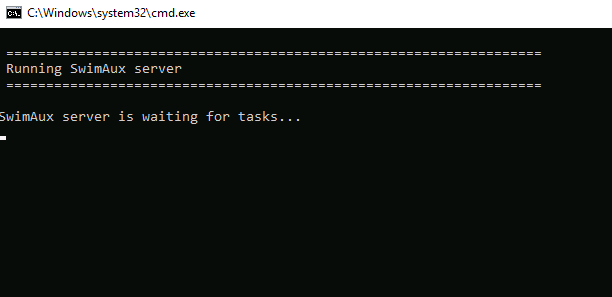 C:\Windows\system32\cmd.exe
===================================================================
Running SwimAux server
===================================================================
SwimAux server is waiting for tasks...